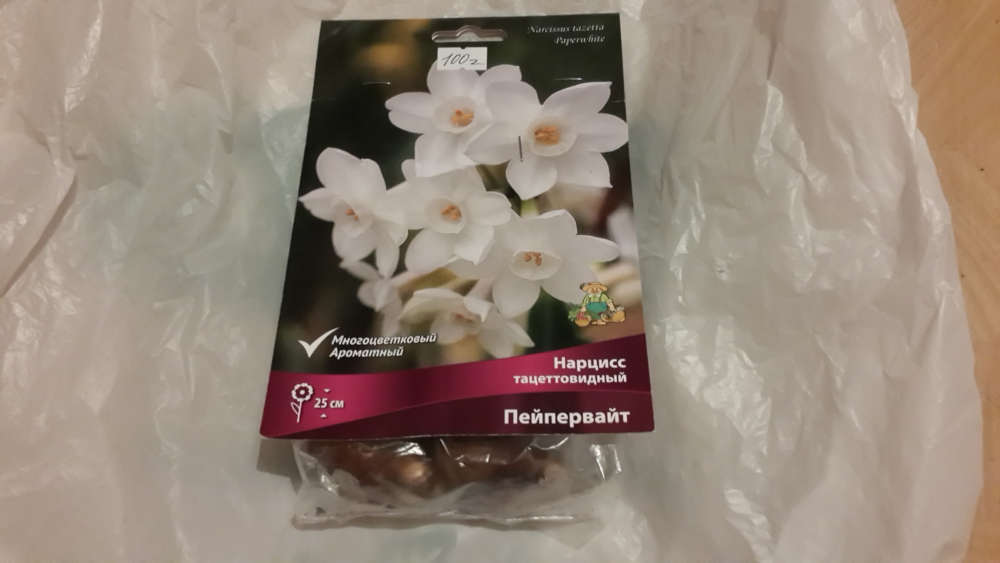 Narcissus tazetta
Paperwhite
100г
Многоцветковый
Ароматный
Нарцисс
тацеттовидный
25 см
Пейпервайт